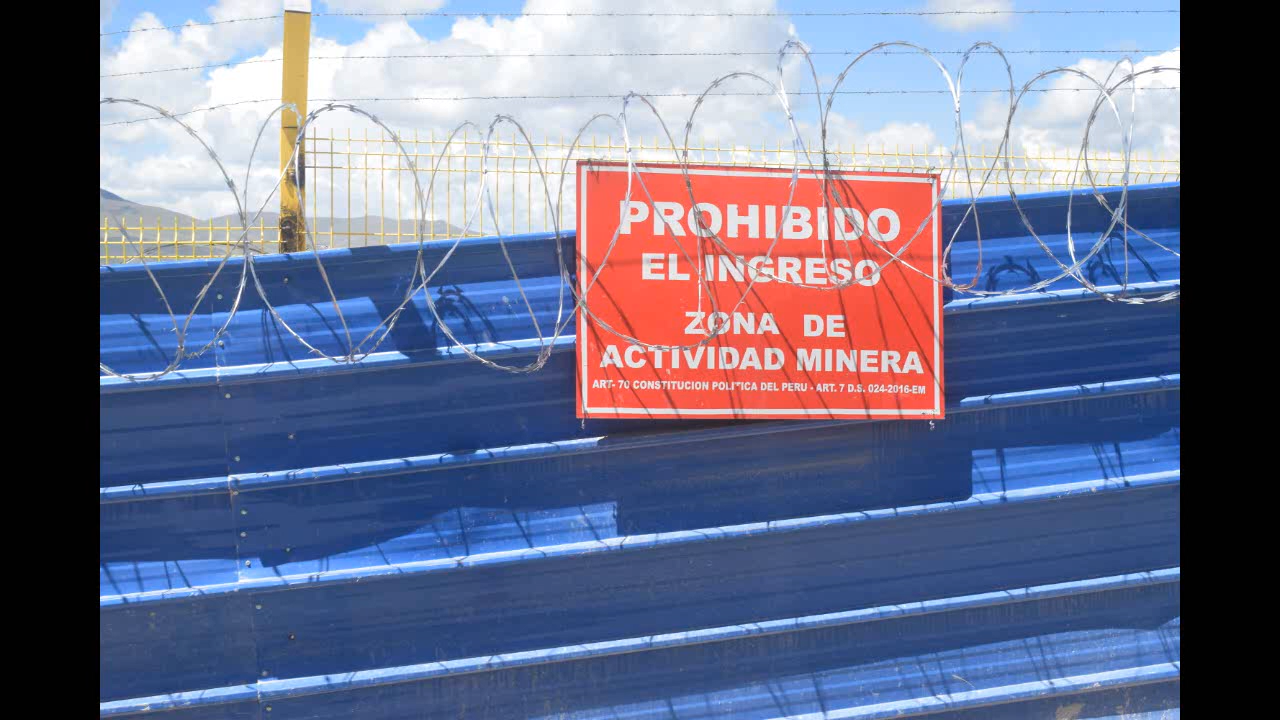 PROHIBIDO
EL INGRESO
ZONA DE
ACTIVIDAD MINERA
ART- 70 CONSTITUCION POLITICA DEL PERU - ART. 7 D.S. 024-2016-EM